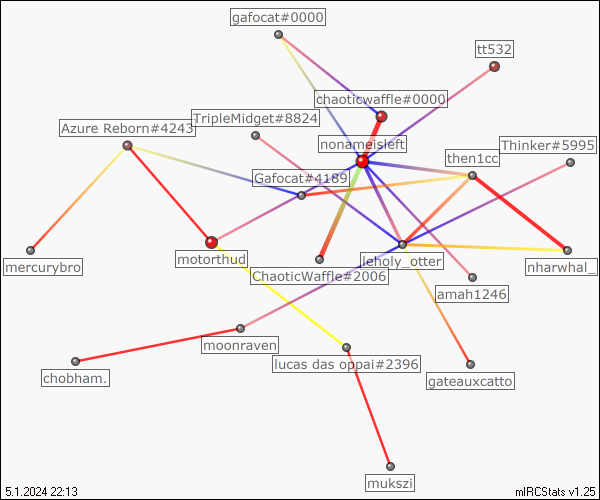 gafocat#0000
tt532
chaoticwaffle#0000
TripleMidget#8824
Azure Reborn#4243
nonameisleft
Thinker#5995
then1cc
Gafocat#4189
motorthud
leholy_otter
mercurybro
ChaoticWaffle#2006
nharwhal_
amah1246
moonraven
lucas das oppai#2396
chobham.
gateauxcatto
mukszi
5.1.2024 22:13
mIRCStats v1.25